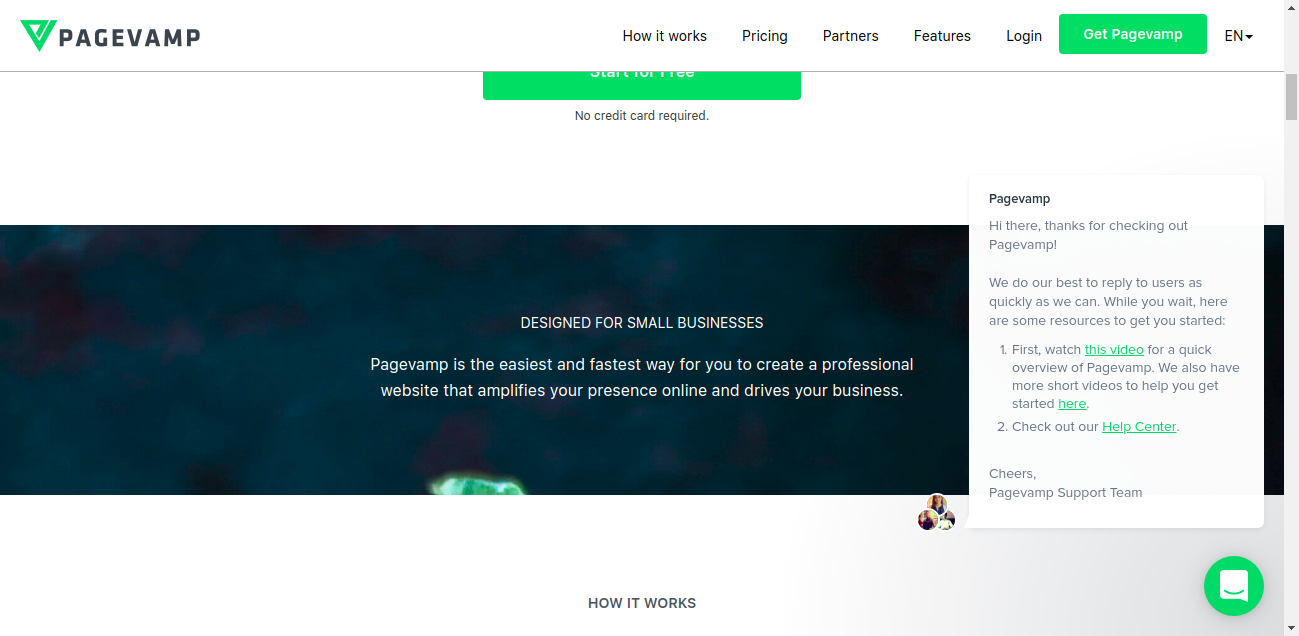 PAGEVAMP
How it works
Pricing
Partners
Features
Login
Get Pagevamp
EN
Start for Free
No credit card required.
DESIGNED FOR SMALL BUSINESSES
Pagevamp is the easiest and fastest way for you to create a professional
website that amplifies your presence online and drives your business.
Pagevamp
Hi there, thanks for checking out
Pagevamp!
We do our best to reply to users as
quickly as we can. While you wait, here
are some resources to get you started:
1. First, watch this video for a quick
overview of Pagevamp. We also have
more short videos to help you get
started here.
2. Check out our Help Center.
Cheers,
Pagevamp Support Team
HOW IT WORKS